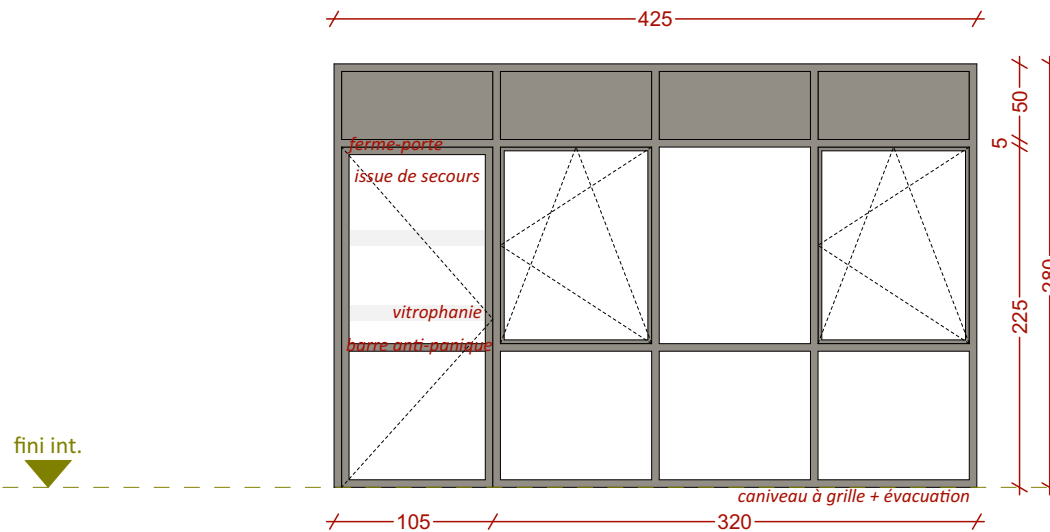 425
50
ferme-porte
5
issue de secours
280
vitrophanie
225
barre anti-panique
fini int.
caniveau à grille + évacuation
105
320